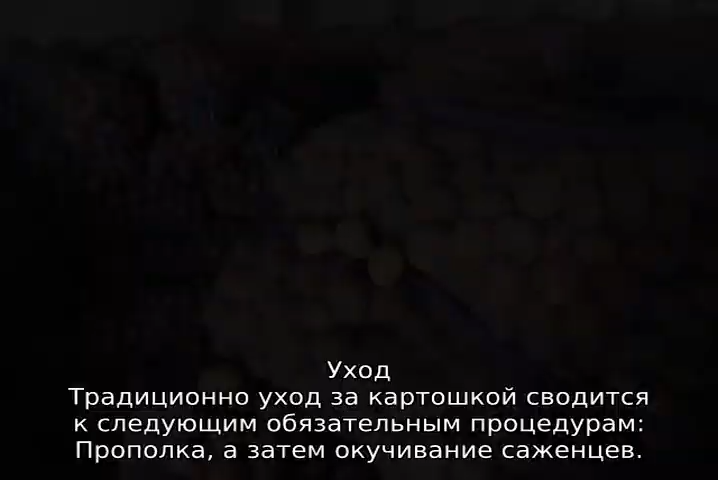 Уход
Традиционно уход за картошкой сводится
к следующим обязательным процедурам:
Прополка, а затем окучивание саженцев.